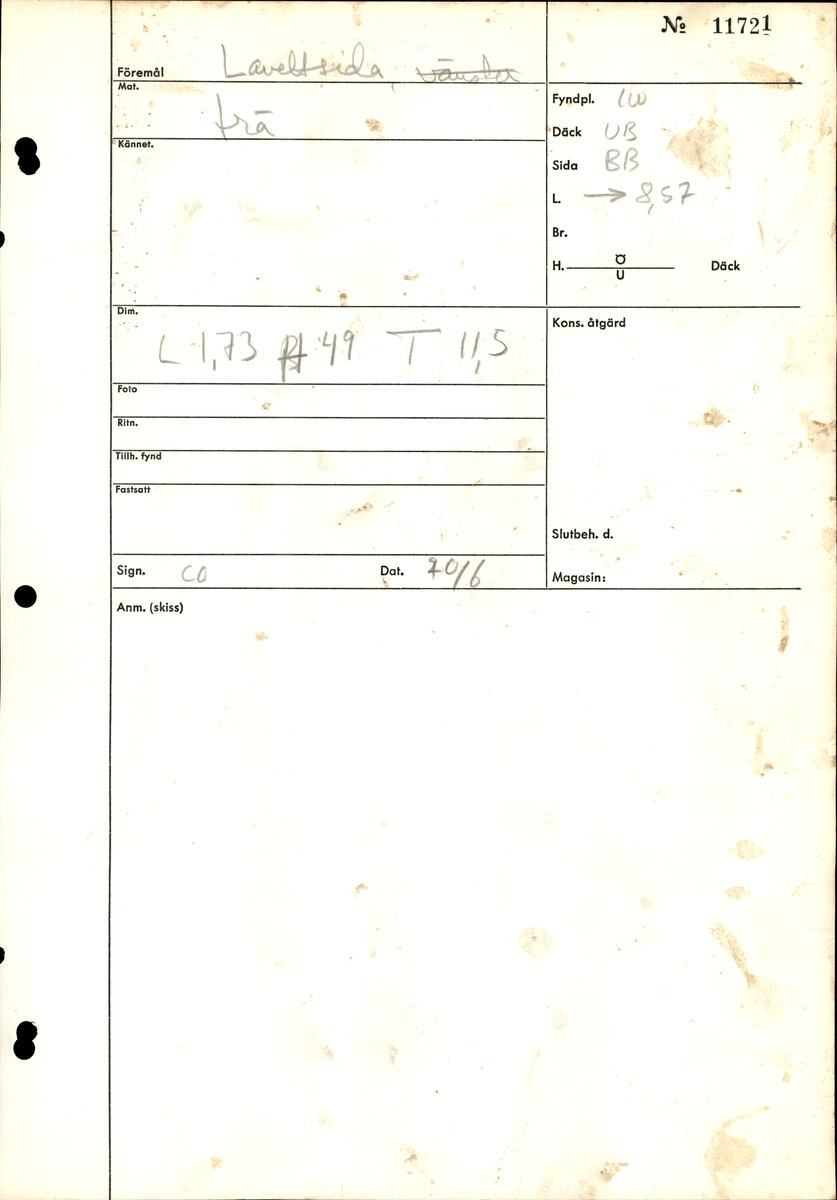 No 11721
Föremål Lavettsida, vänster
Mat. trä
Kännet.
Fyndpl. IW
Däck UB
Sida BB
L. → 8,57
Br.
H. Ö U Däck
Dim. L 1,73 H 49 T 11,5
Kons. åtgärd
Foto
Ritn.
Tillh. fynd
Fastsatt
Slutbeh. d.
Sign. CO Dat. 20/6
Magasin:
Anm. (skiss)